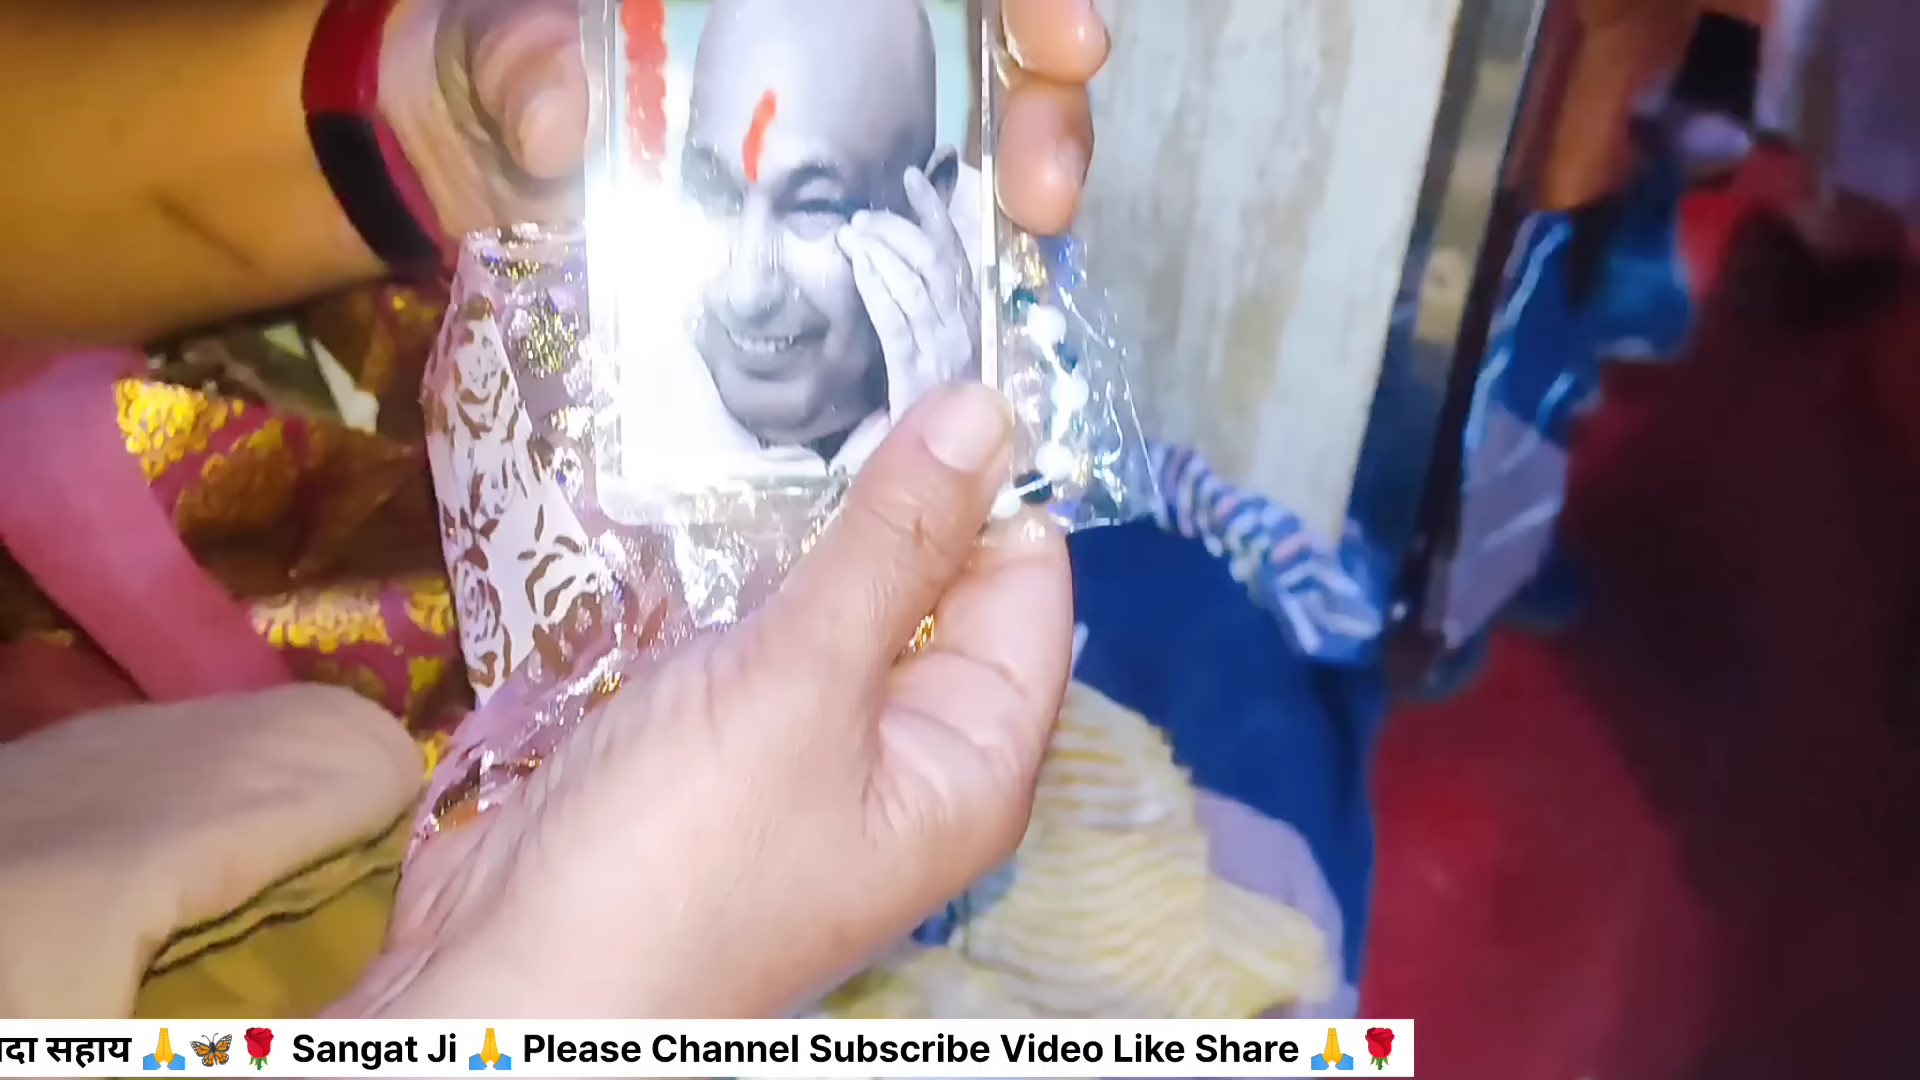 सहाय 🙏🦋🌹 Sangat Ji 🙏 Please Channel Subscribe Video Like Share 🙏🌹